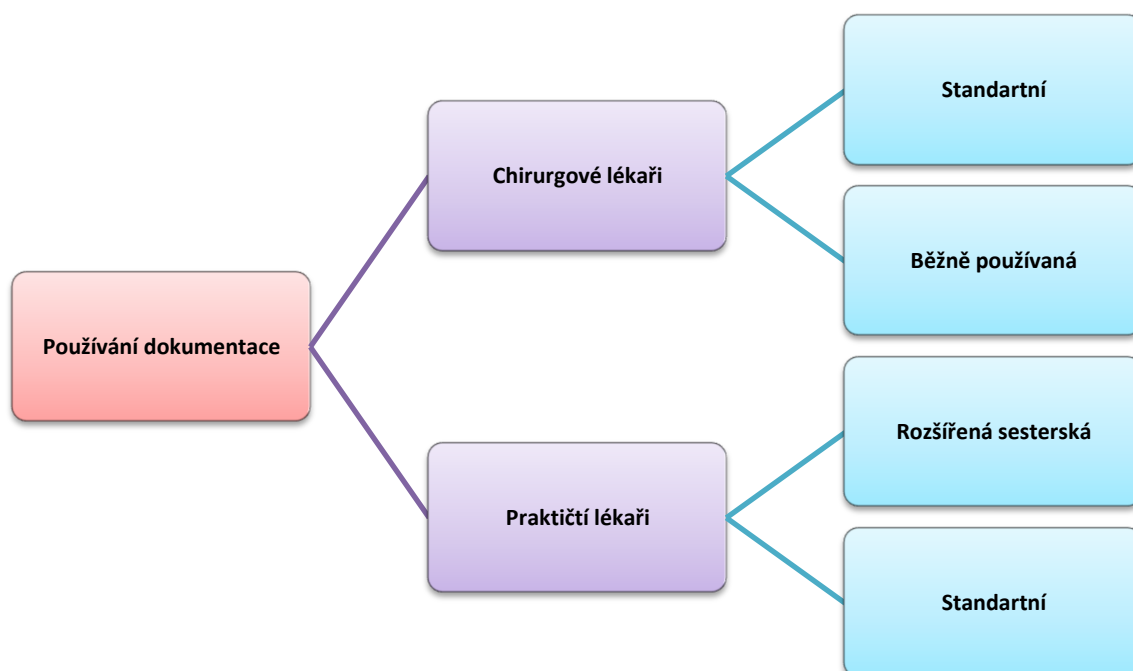 Používání dokumentace
Chirurgové lékaři
Standartní
Běžně používaná
Praktičtí lékaři
Rozšířená sesterská
Standartní